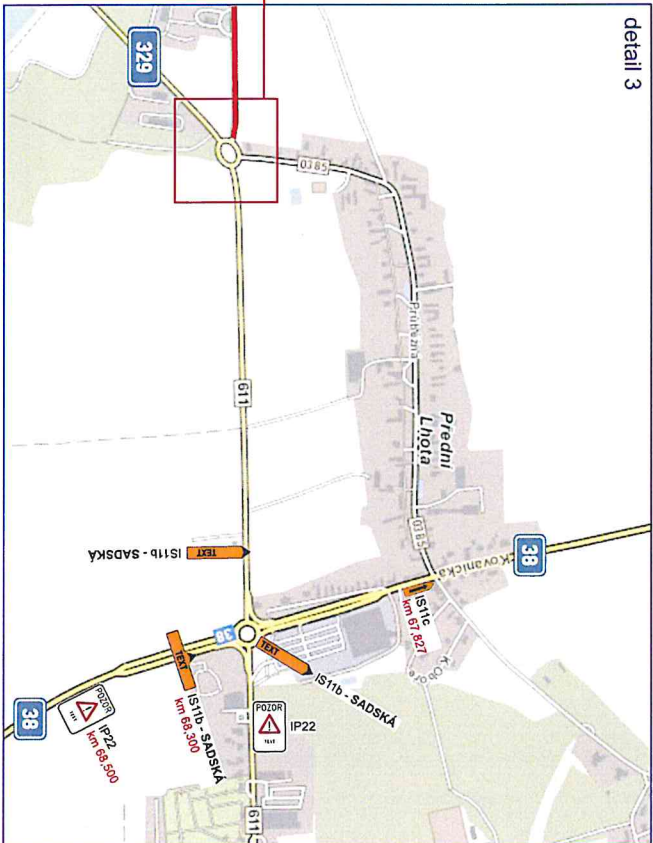 detail 3
329
0385
Průběžná
Přední
Lhota
0385
Kovanická
38
K Oboře
IS11c
km 67,827
611
TEXT
IS11b - SADSKÁ
38
TEXT
IS11b - SADSKÁ
TEXT
IS11b - SADSKÁ
km 68,300
POZOR
TEXT
IP22
POZOR
TEXT
IP22
km 68,500
38
611